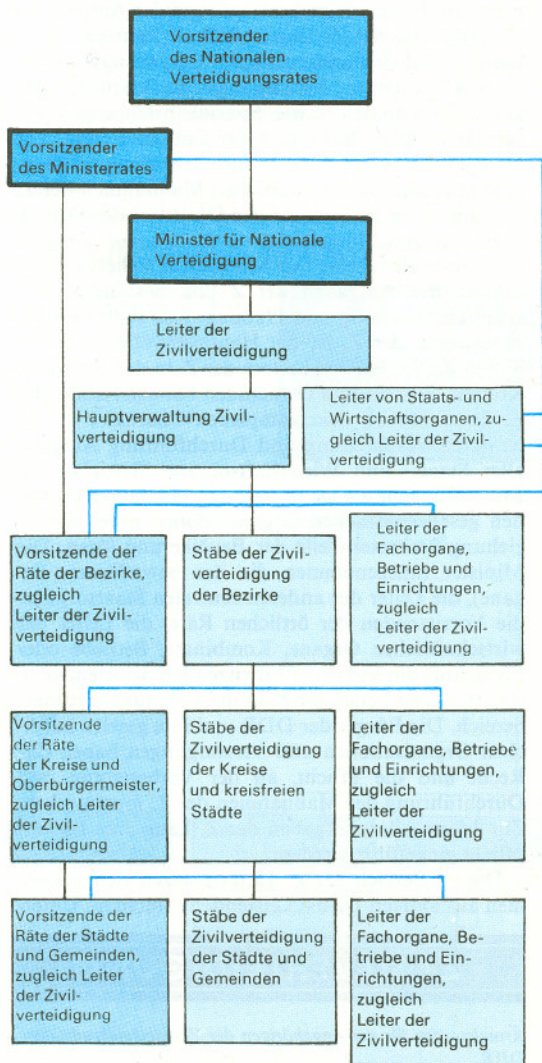 Vorsitzender
des Nationalen
Verteidigungsrates
Vorsitzender
des Ministerrates
Minister für Nationale
Verteidigung
Leiter der
Zivilverteidigung
Hauptverwaltung Zivil-
verteidigung
Leiter von Staats- und
Wirtschaftsorganen, zu-
gleich Leiter der Zivil-
verteidigung
Vorsitzende der
Räte der Bezirke,
zugleich
Leiter der Zivil-
verteidigung
Stäbe der Zivil-
verteidigung
der Bezirke
Leiter der
Fachorgane,
Betriebe und
Einrichtungen,
zugleich
Leiter der Zivil-
verteidigung
Vorsitzende
der Räte
der Kreise und
Oberbürgermeister,
zugleich Leiter
der Zivil-
verteidigung
Stäbe der
Zivilverteidigung
der Kreise
und kreisfreien
Städte
Leiter der
Fachorgane, Betriebe
und Einrichtungen,
zugleich
Leiter der
Zivilverteidigung
Vorsitzende der
Räte der Städte
und Gemeinden,
zugleich Leiter
der Zivil-
verteidigung
Stäbe der
Zivilverteidigung
der Städte und
Gemeinden
Leiter der
Fachorgane, Be-
triebe und Ein-
richtungen,
zugleich
Leiter der
Zivilverteidigung